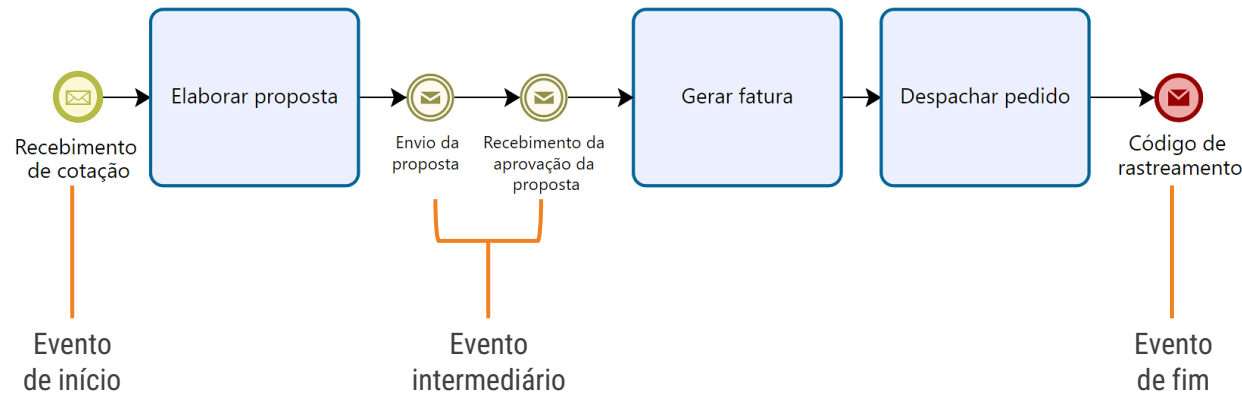 Elaborar proposta
Gerar fatura
Despachar pedido
Recebimento
de cotação
Envio da
proposta
Recebimento da
aprovação da
proposta
Código de
rastreamento
Evento
de início
Evento
intermediário
Evento
de fim